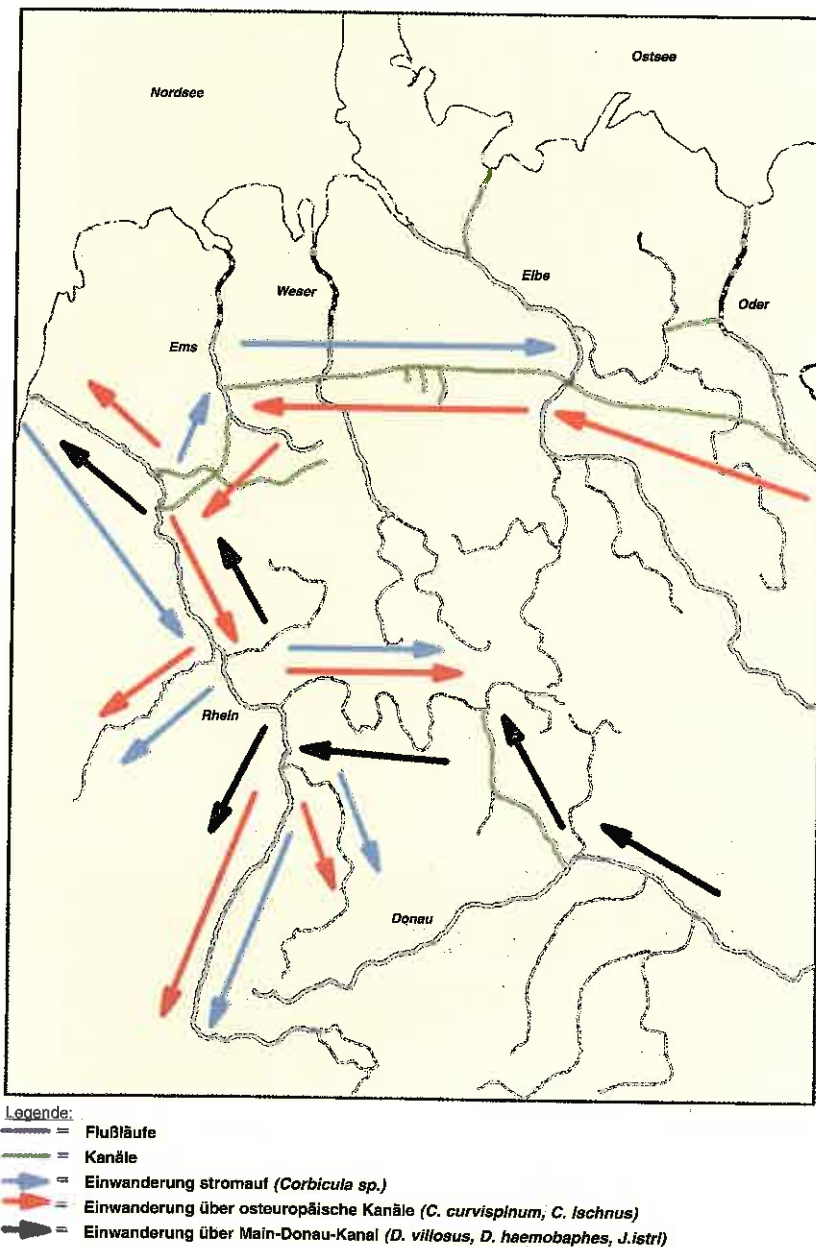 Nordsee
Ostsee
Weser
Elbe
Oder
Ems
Rhein
Donau
Legende:
= Flußläufe
= Kanäle
= Einwanderung stromauf (Corbicula sp.)
= Einwanderung über osteuropäische Kanäle (C. curvispinum, C. ischnus)
= Einwanderung über Main-Donau-Kanal (D. villosus, D. haemobaphes, J.istri)